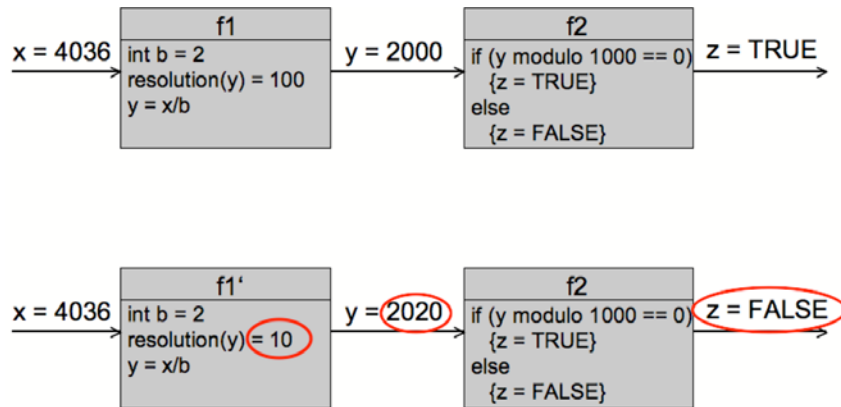 f1
x = 4036
int b = 2
resolution(y) = 100
y = x/b
y = 2000
f2
if (y modulo 1000 == 0)
{z = TRUE}
else
{z = FALSE}
z = TRUE
f1‘
x = 4036
int b = 2
resolution(y) = 10
y = x/b
y = 2020
f2
if (y modulo 1000 == 0)
{z = TRUE}
else
{z = FALSE}
z = FALSE